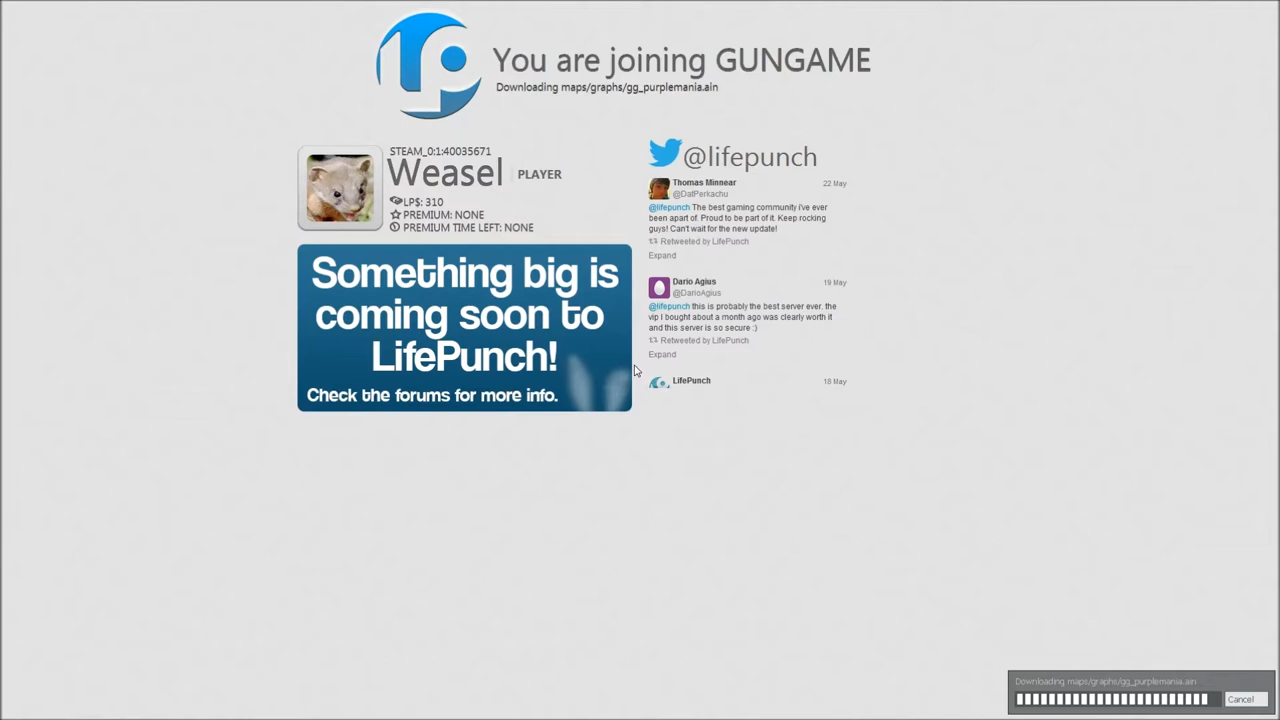 You are joining GUNGAME
Downloading maps/graphs/gg_purplemania.ain
STEAM_0:1:40035671
Weasel PLAYER
LP$: 310
PREMIUM: NONE
PREMIUM TIME LEFT: NONE
Something big is
coming soon to
LifePunch!
Check the forums for more info.
@lifepunch
Thomas Minnear 22 May
@DatPerkachu
@lifepunch The best gaming community i've ever
been apart of. Proud to be part of it. Keep rocking
guys! Can't wait for the new update!
Retweeted by LifePunch
Expand
Dario Agius 19 May
@DarioAgius
@lifepunch this is probably the best server ever. the
vip I bought about a month ago was clearly worth it
and this server is so secure :)
Retweeted by LifePunch
Expand
LifePunch 18 May
Downloading maps/graphs/gg_purplemania.ain
Cancel